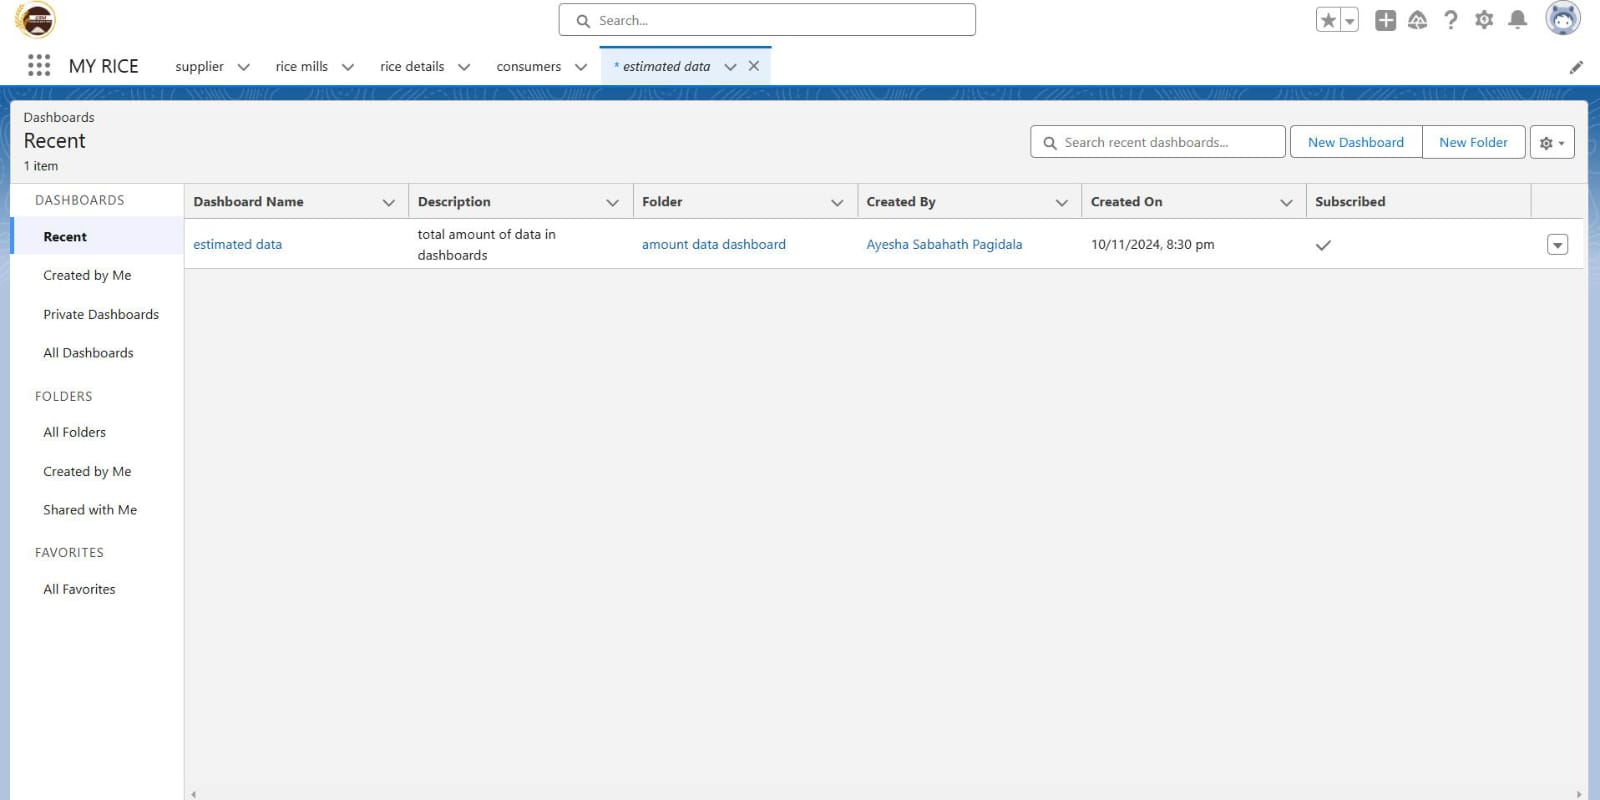 Search...
MY RICE
supplier
rice mills
rice details
consumers
* estimated data
Dashboards
Recent
1 item
Search recent dashboards...
New Dashboard
New Folder
DASHBOARDS
Recent
Created by Me
Private Dashboards
All Dashboards
FOLDERS
All Folders
Created by Me
Shared with Me
FAVORITES
All Favorites
Dashboard Name
Description
Folder
Created By
Created On
Subscribed
estimated data
total amount of data in
dashboards
amount data dashboard
Ayesha Sabahath Pagidala
10/11/2024, 8:30 pm